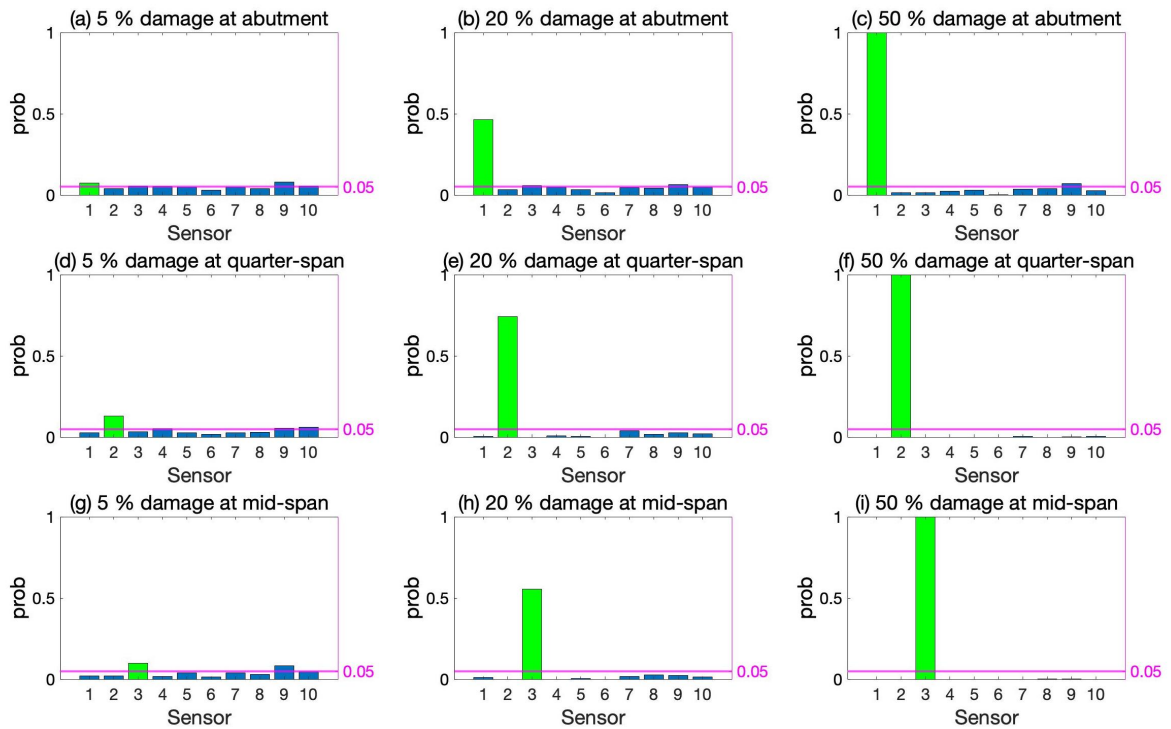 (a) 5 % damage at abutment
1
0.5
0
prob
0.05
1 2 3 4 5 6 7 8 9 10
Sensor
(b) 20 % damage at abutment
1
0.5
0
prob
0.05
1 2 3 4 5 6 7 8 9 10
Sensor
(c) 50 % damage at abutment
1
0.5
0
prob
0.05
1 2 3 4 5 6 7 8 9 10
Sensor
(d) 5 % damage at quarter-span
1
0.5
0
prob
0.05
1 2 3 4 5 6 7 8 9 10
Sensor
(e) 20 % damage at quarter-span
1
0.5
0
prob
0.05
1 2 3 4 5 6 7 8 9 10
Sensor
(f) 50 % damage at quarter-span
1
0.5
0
prob
0.05
1 2 3 4 5 6 7 8 9 10
Sensor
(g) 5 % damage at mid-span
1
0.5
0
prob
0.05
1 2 3 4 5 6 7 8 9 10
Sensor
(h) 20 % damage at mid-span
1
0.5
0
prob
0.05
1 2 3 4 5 6 7 8 9 10
Sensor
(i) 50 % damage at mid-span
1
0.5
0
prob
0.05
1 2 3 4 5 6 7 8 9 10
Sensor